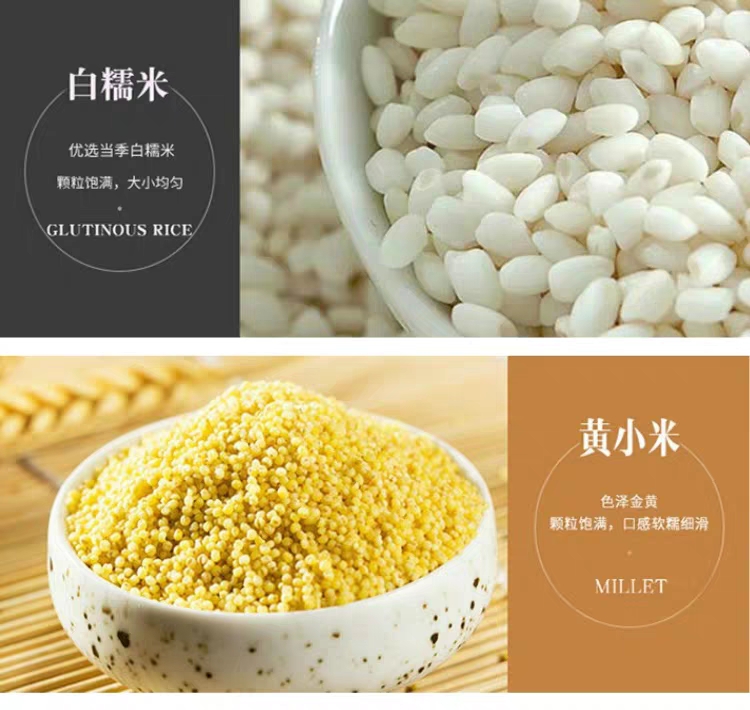 白糯米
优选当季白糯米
颗粒饱满，大小均匀
GLUTINOUS RICE
黄小米
色泽金黄
颗粒饱满，口感软糯细滑
MILLET